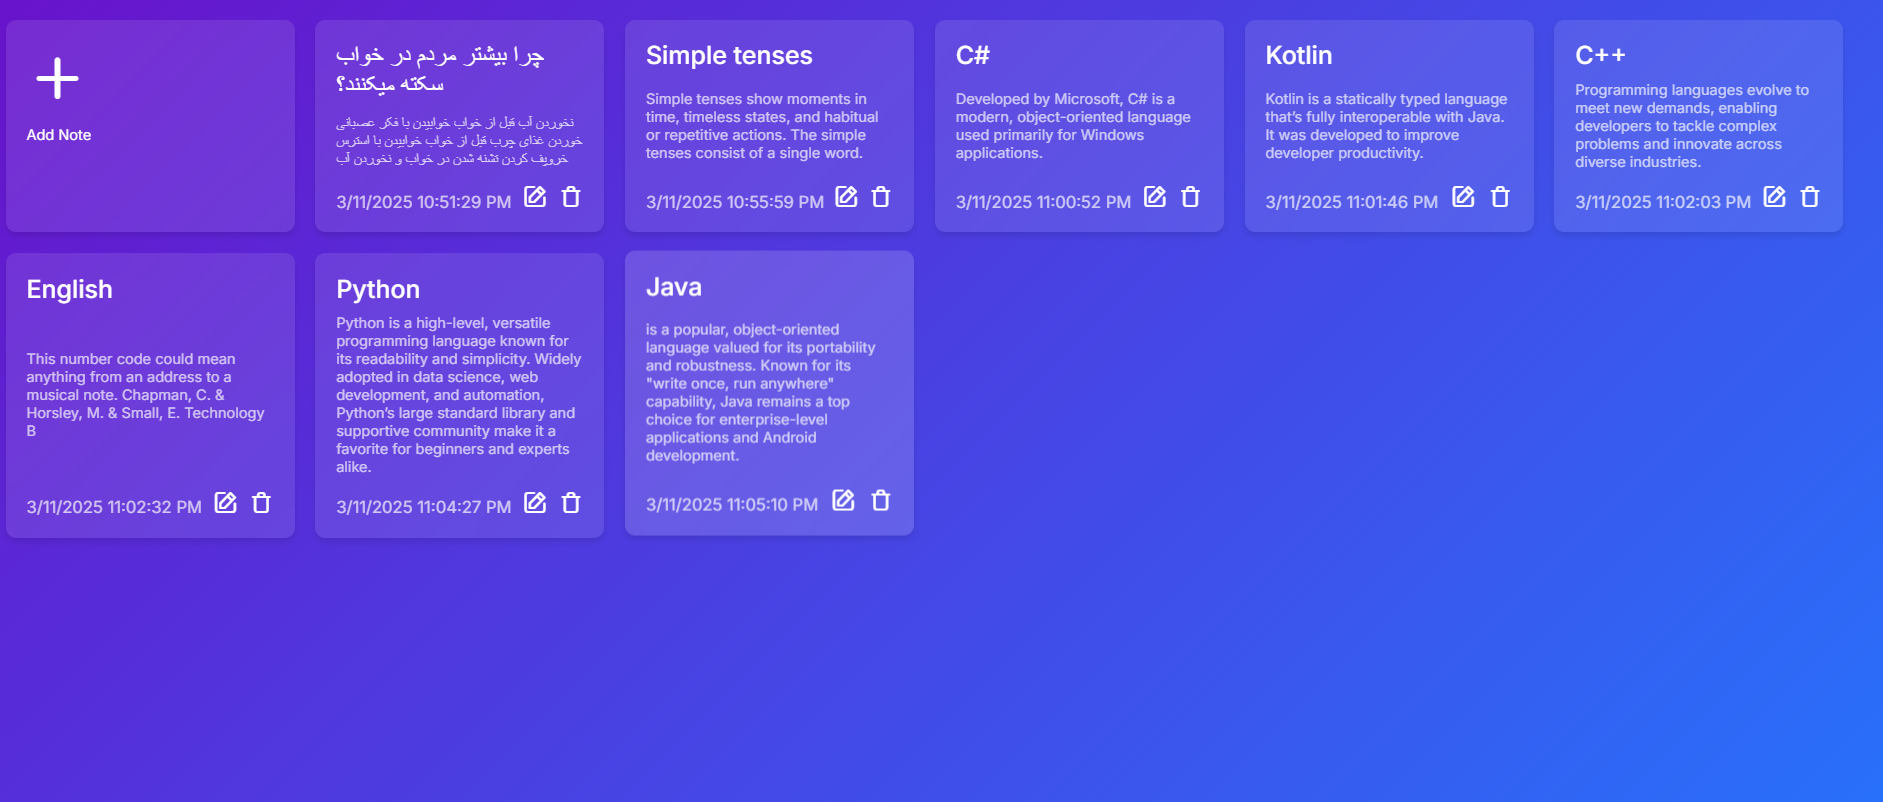 Add Note
چرا بیشتر مردم در خواب
سکته میکنند؟
نخوردن آب قبل از خواب خوابیدن با فکر عصبانی
خوردن غذای چرب قبل از خواب خوابیدن با استرس
خروپف کردن تشنه شدن در خواب و نخوردن آب
3/11/2025 10:51:29 PM
Simple tenses
Simple tenses show moments in
time, timeless states, and habitual
or repetitive actions. The simple
tenses consist of a single word.
3/11/2025 10:55:59 PM
C#
Developed by Microsoft, C# is a
modern, object-oriented language
used primarily for Windows
applications.
3/11/2025 11:00:52 PM
Kotlin
Kotlin is a statically typed language
that’s fully interoperable with Java.
It was developed to improve
developer productivity.
3/11/2025 11:01:46 PM
C++
Programming languages evolve to
meet new demands, enabling
developers to tackle complex
problems and innovate across
diverse industries.
3/11/2025 11:02:03 PM
English
This number code could mean
anything from an address to a
musical note. Chapman, C. &
Horsley, M. & Small, E. Technology
B
3/11/2025 11:02:32 PM
Python
Python is a high-level, versatile
programming language known for
its readability and simplicity. Widely
adopted in data science, web
development, and automation,
Python’s large standard library and
supportive community make it a
favorite for beginners and experts
alike.
3/11/2025 11:04:27 PM
Java
is a popular, object-oriented
language valued for its portability
and robustness. Known for its
"write once, run anywhere"
capability, Java remains a top
choice for enterprise-level
applications and Android
development.
3/11/2025 11:05:10 PM